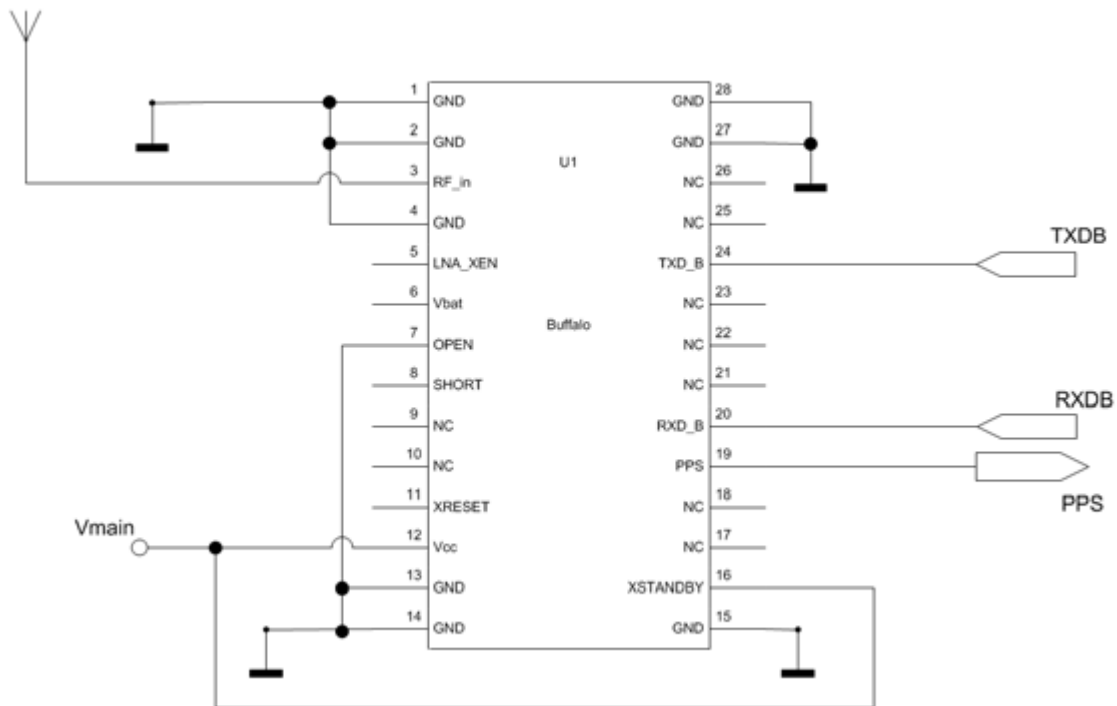 1 GND
2 GND
3 RF_in
4 GND
5 LNA_XEN
6 Vbat
7 OPEN
8 SHORT
9 NC
10 NC
11 XRESET
Vmain
12 Vcc
13 GND
14 GND
U1
Buffalo
28 GND
27 GND
26 NC
25 NC
TXDB
24 TXD_B
23 NC
22 NC
21 NC
RXDB
20 RXD_B
19 PPS
PPS
18 NC
17 NC
16 XSTANDBY
15 GND